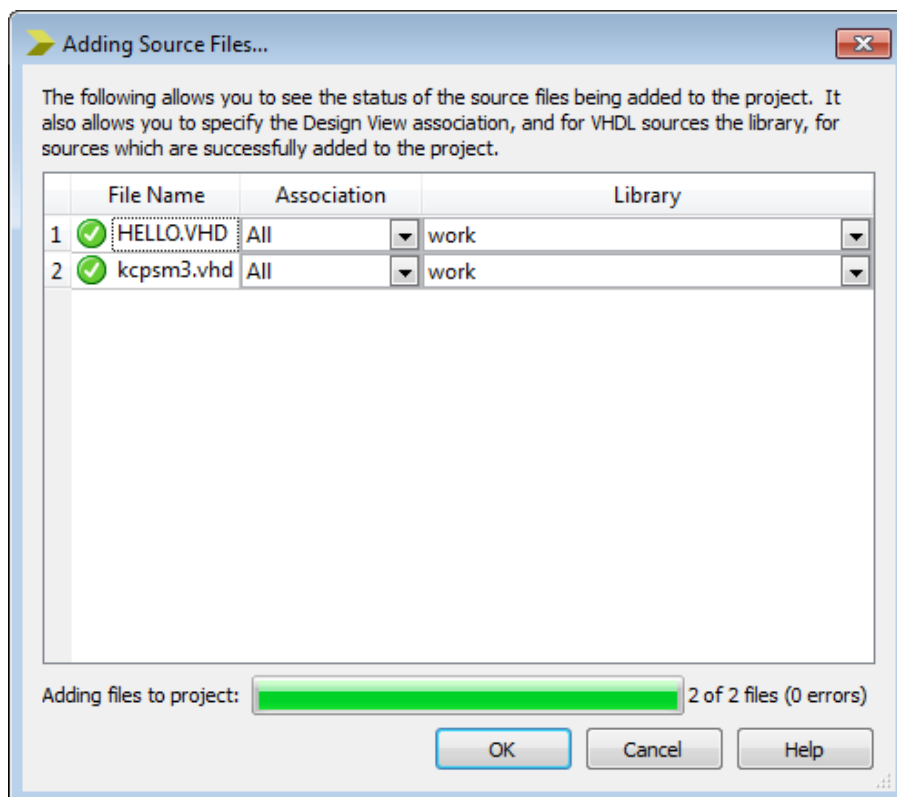 Adding Source Files...
The following allows you to see the status of the source files being added to the project.  It
also allows you to specify the Design View association, and for VHDL sources the library, for
sources which are successfully added to the project.
File Name Association Library
1 HELLO.VHD All work
2 kcpsm3.vhd All work
Adding files to project: 2 of 2 files (0 errors)
OK Cancel Help